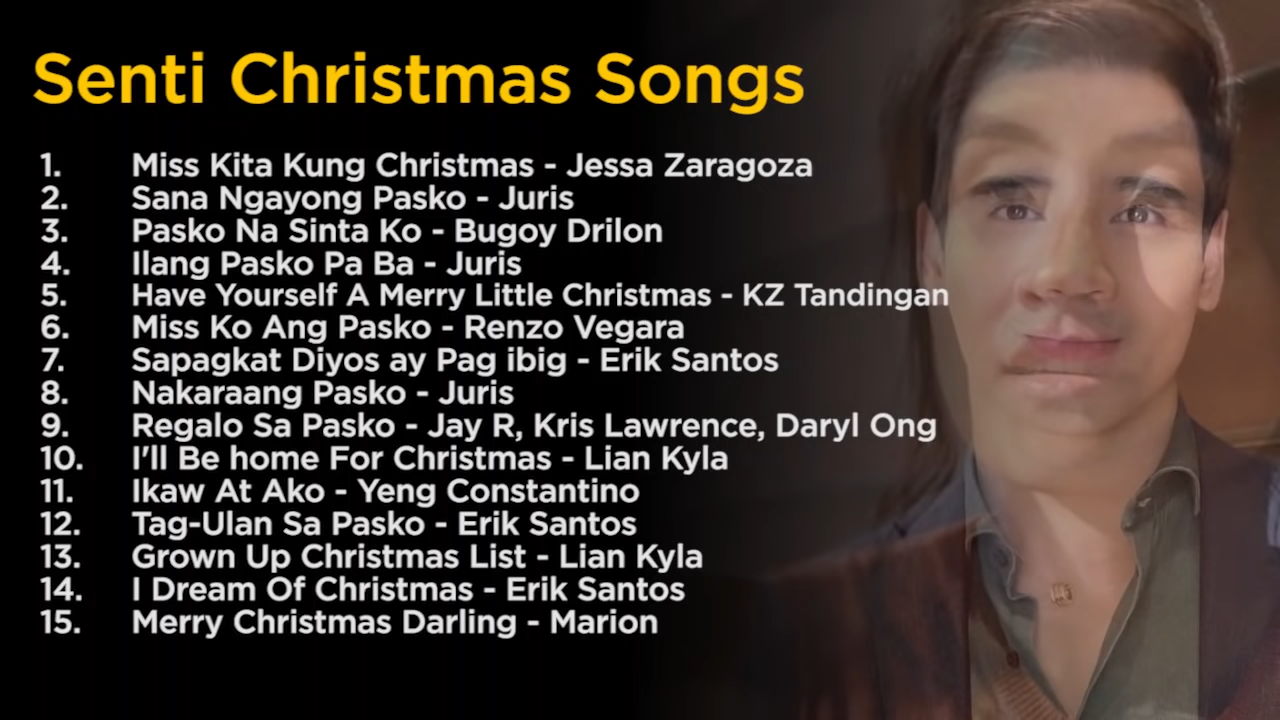 Senti Christmas Songs
1. Miss Kita Kung Christmas - Jessa Zaragoza
2. Sana Ngayong Pasko - Juris
3. Pasko Na Sinta Ko - Bugoy Drilon
4. Ilang Pasko Pa Ba - Juris
5. Have Yourself A Merry Little Christmas - KZ Tandingan
6. Miss Ko Ang Pasko - Renzo Vegara
7. Sapagkat Diyos ay Pag ibig - Erik Santos
8. Nakaraang Pasko - Juris
9. Regalo Sa Pasko - Jay R, Kris Lawrence, Daryl Ong
10. I'll Be home For Christmas - Lian Kyla
11. Ikaw At Ako - Yeng Constantino
12. Tag-Ulan Sa Pasko - Erik Santos
13. Grown Up Christmas List - Lian Kyla
14. I Dream Of Christmas - Erik Santos
15. Merry Christmas Darling - Marion